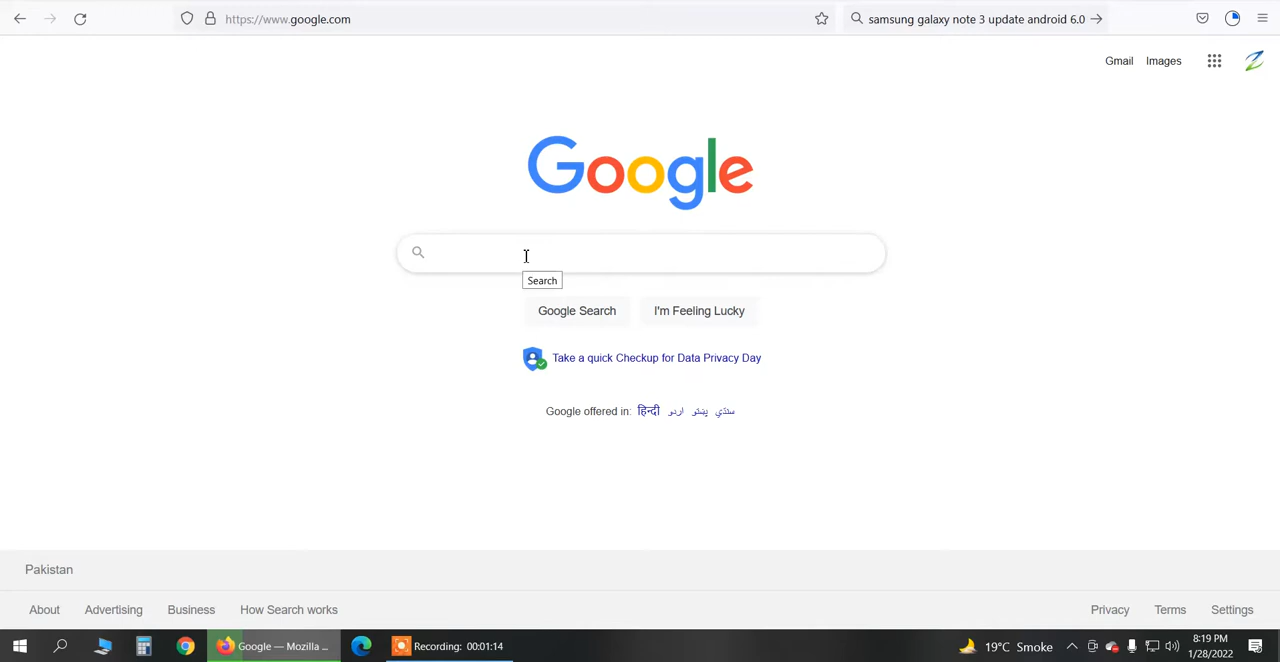 https://www.google.com
samsung galaxy note 3 update android 6.0
Gmail Images
Google
Search
Google Search I'm Feeling Lucky
Take a quick Checkup for Data Privacy Day
Google offered in: हिन्दी اردو پښتو سنڌي
Pakistan
About Advertising Business How Search works Privacy Terms Settings
Google — Mozilla ... Recording: 00:01:14 19°C Smoke 8:19 PM
1/28/2022